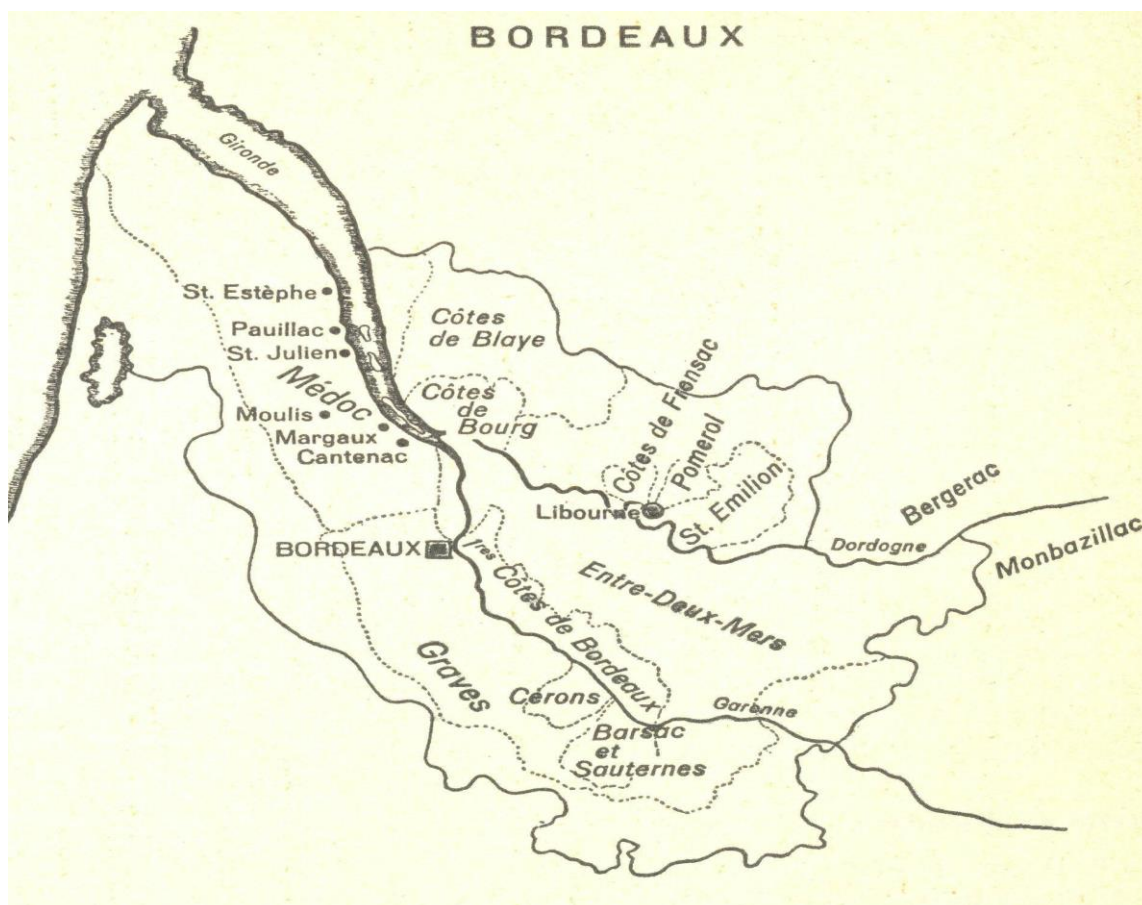 BORDEAUX
Gironde
St. Estèphe
Pauillac
St. Julien
Médoc
Moulis
Margaux
Cantenac
Côtes
de Blaye
Côtes
de
Bourg
Côtes de Fronsac
Pomerol
St. Emilion
Libourne
Bergerac
Dordogne
Monbazillac
BORDEAUX
1res Côtes de Bordeaux
Entre-Deux-Mers
Graves
Cerons
Garonne
Barsac
et
Sauternes